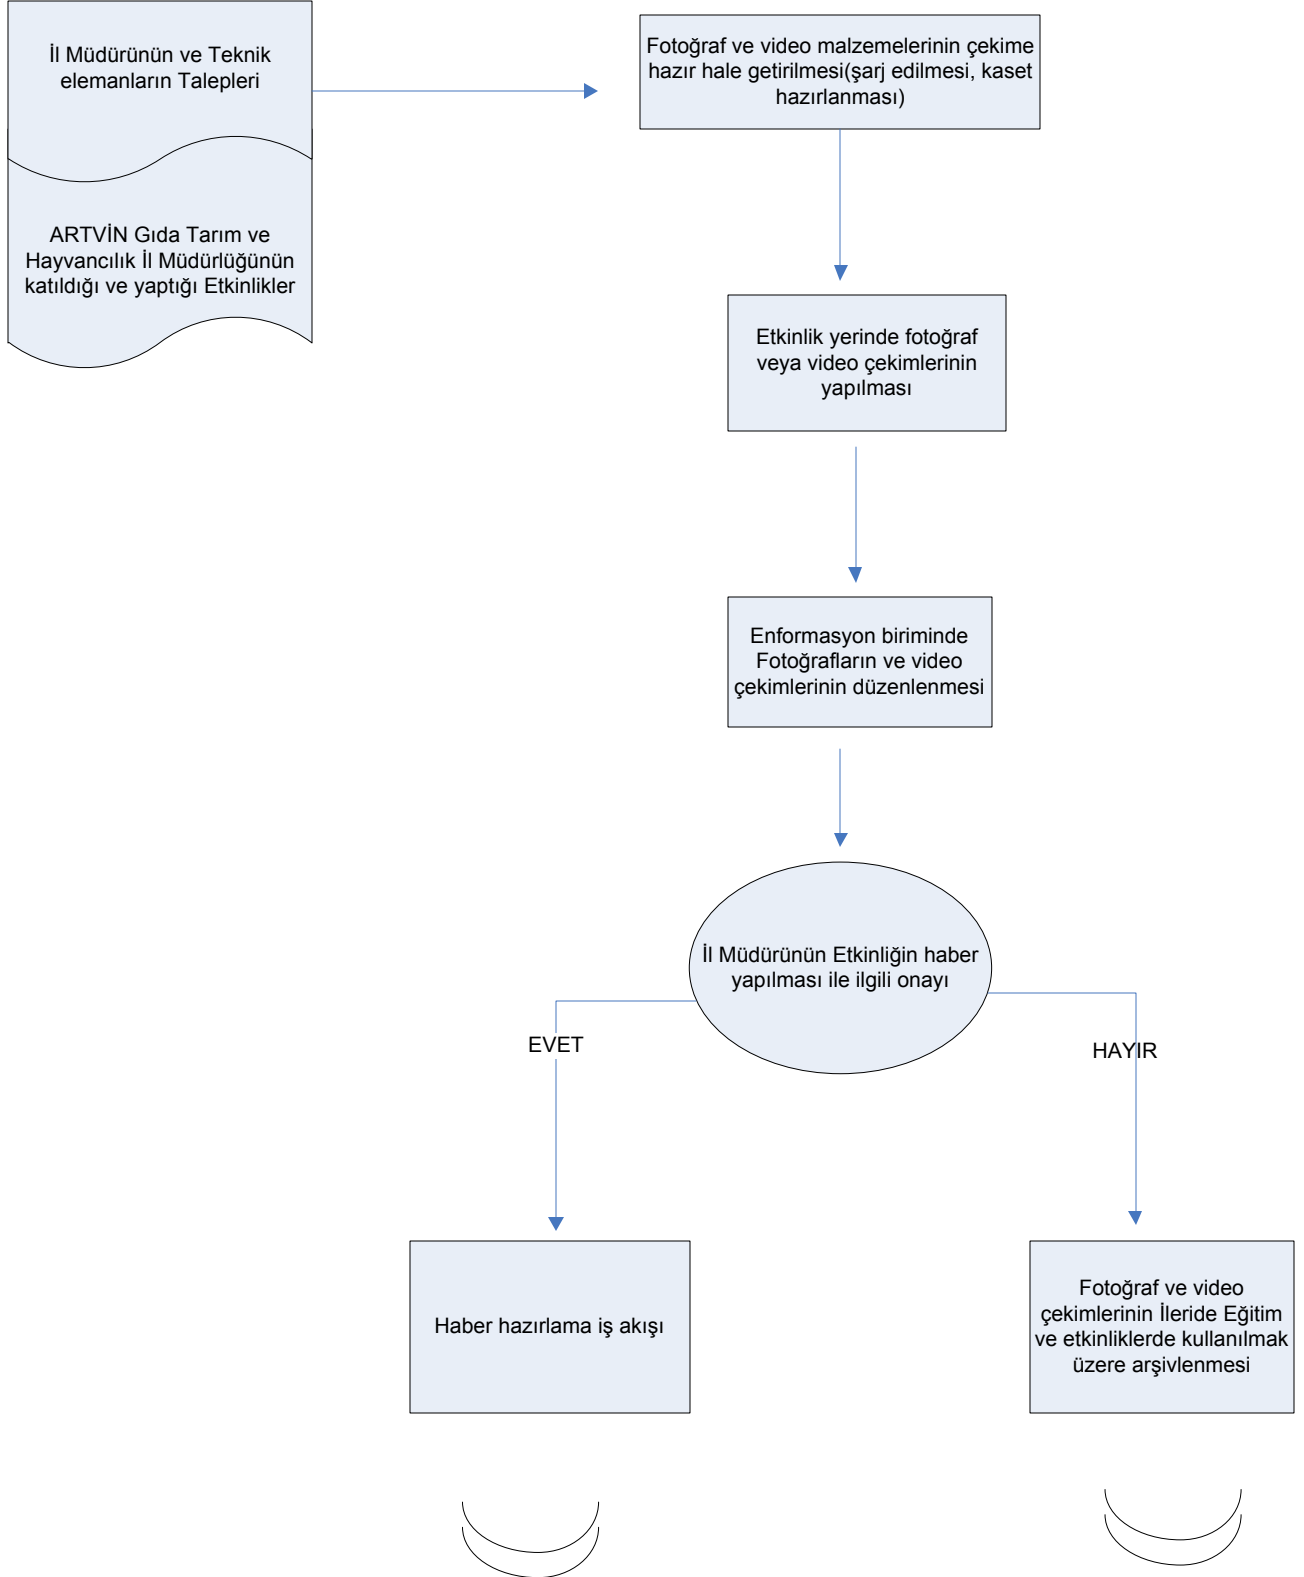 İl Müdürünün ve Teknik
elemanların Talepleri
ARTVİN Gıda Tarım ve
Hayvancılık İl Müdürlüğünün
katıldığı ve yaptığı Etkinlikler
Fotoğraf ve video malzemelerinin çekime
hazır hale getirilmesi(şarj edilmesi, kaset
hazırlanması)
Etkinlik yerinde fotoğraf
veya video çekimlerinin
yapılması
Enformasyon biriminde
Fotoğrafların ve video
çekimlerinin düzenlenmesi
İl Müdürünün Etkinliğin haber
yapılması ile ilgili onayı
EVET
HAYIR
Haber hazırlama iş akışı
Fotoğraf ve video
çekimlerinin İleride Eğitim
ve etkinliklerde kullanılmak
üzere arşivlenmesi